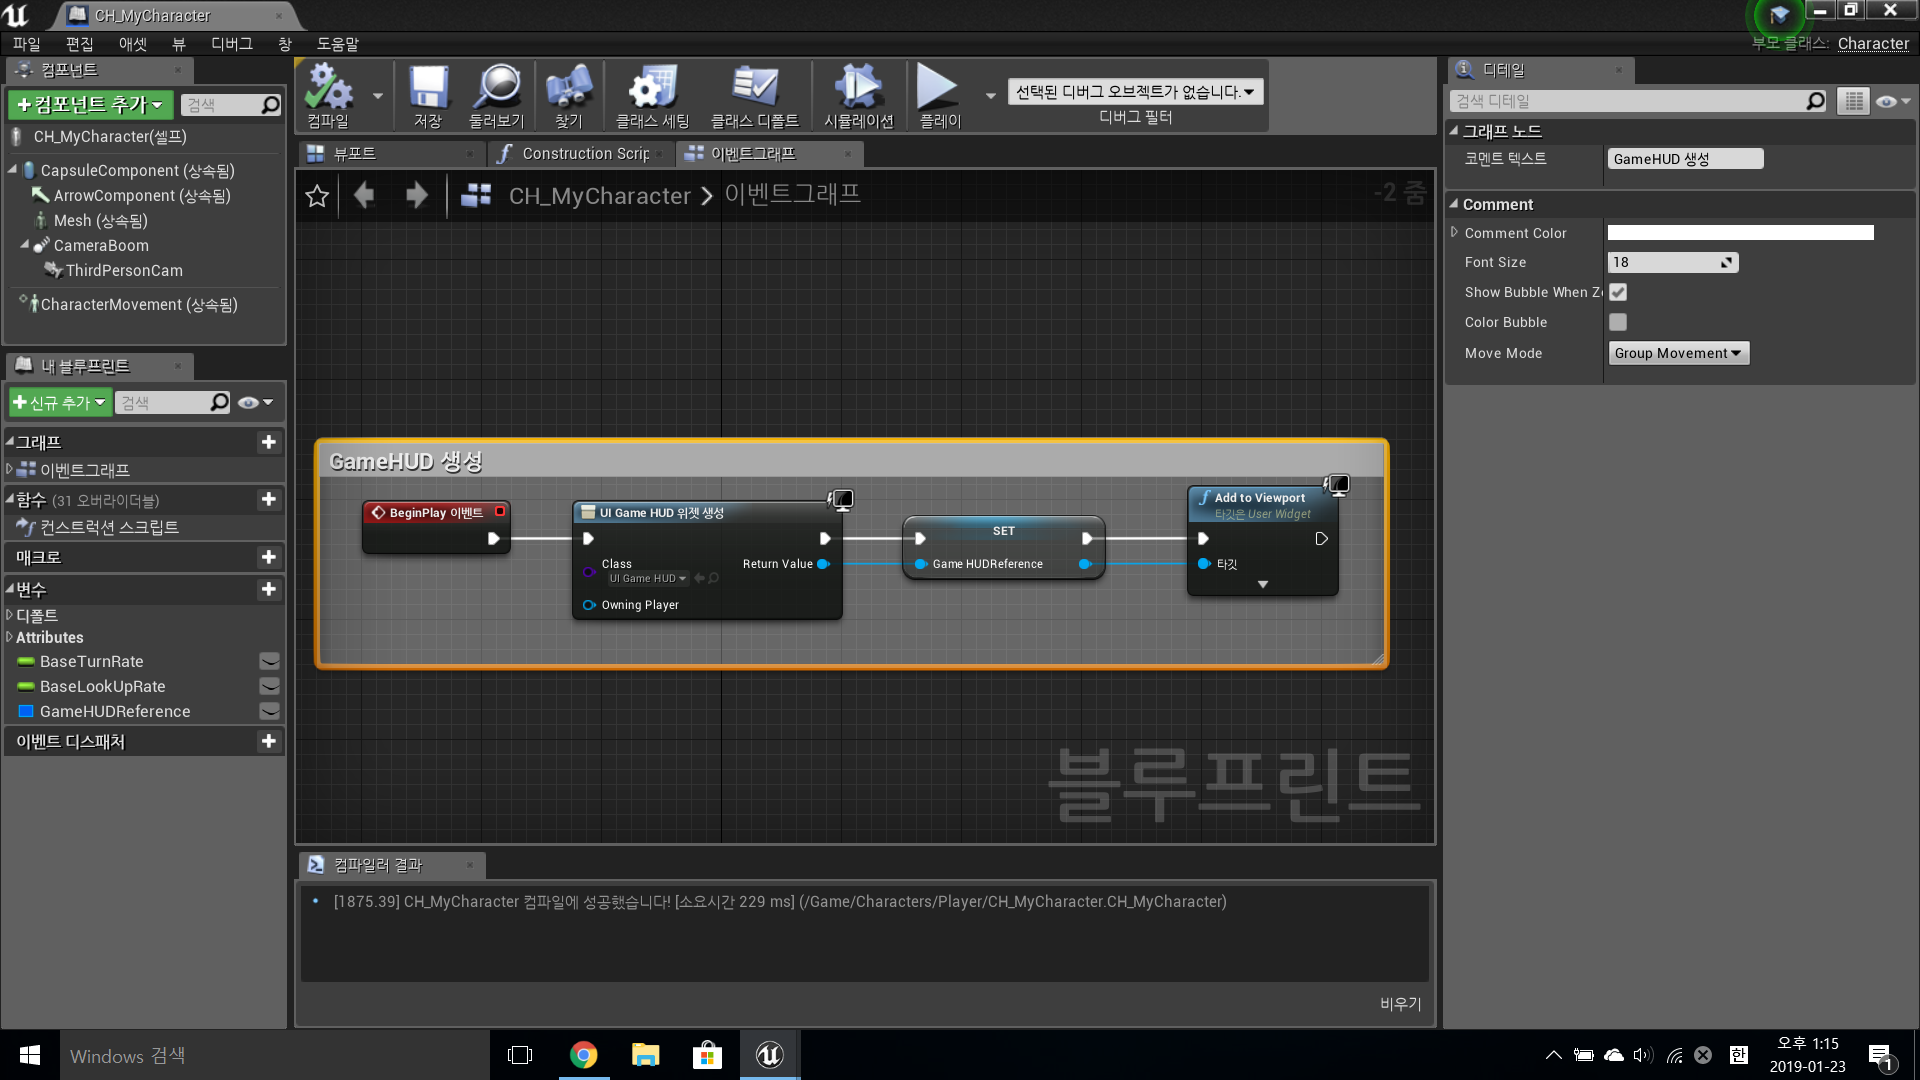 CH_MyCharacter
파일 편집 애셋 뷰 디버그 창 도움말
부모 클래스: Character
컴포넌트
+컴포넌트 추가 검색
CH_MyCharacter(셀프)
CapsuleComponent (상속됨)
ArrowComponent (상속됨)
Mesh (상속됨)
CameraBoom
ThirdPersonCam
CharacterMovement (상속됨)
내 블루프린트
+신규 추가 검색
그래프
이벤트그래프
함수 (31 오버라이더블)
컨스트럭션 스크립트
매크로
변수
디폴트
Attributes
BaseTurnRate
BaseLookUpRate
GameHUDReference
이벤트 디스패처
컴파일 저장 둘러보기 찾기 클래스 세팅 클래스 디폴트 시뮬레이션 플레이
선택된 디버그 오브젝트가 없습니다.
디버그 필터
뷰포트 Construction Scrip 이벤트그래프
CH_MyCharacter > 이벤트그래프
-2 줌
GameHUD 생성
BeginPlay 이벤트
UI Game HUD 위젯 생성
Class
UI Game HUD
Return Value
Owning Player
SET
Game HUDReference
Add to Viewport
타깃은 User Widget
타깃
블루프린트
컴파일러 결과
[1875.39] CH_MyCharacter 컴파일에 성공했습니다! [소요시간 229 ms] (/Game/Characters/Player/CH_MyCharacter.CH_MyCharacter)
비우기
디테일
검색 디테일
그래프 노드
코멘트 텍스트 GameHUD 생성
Comment
Comment Color
Font Size 18
Show Bubble When Z
Color Bubble
Move Mode Group Movement
Windows 검색
한
오후 1:15
2019-01-23
1